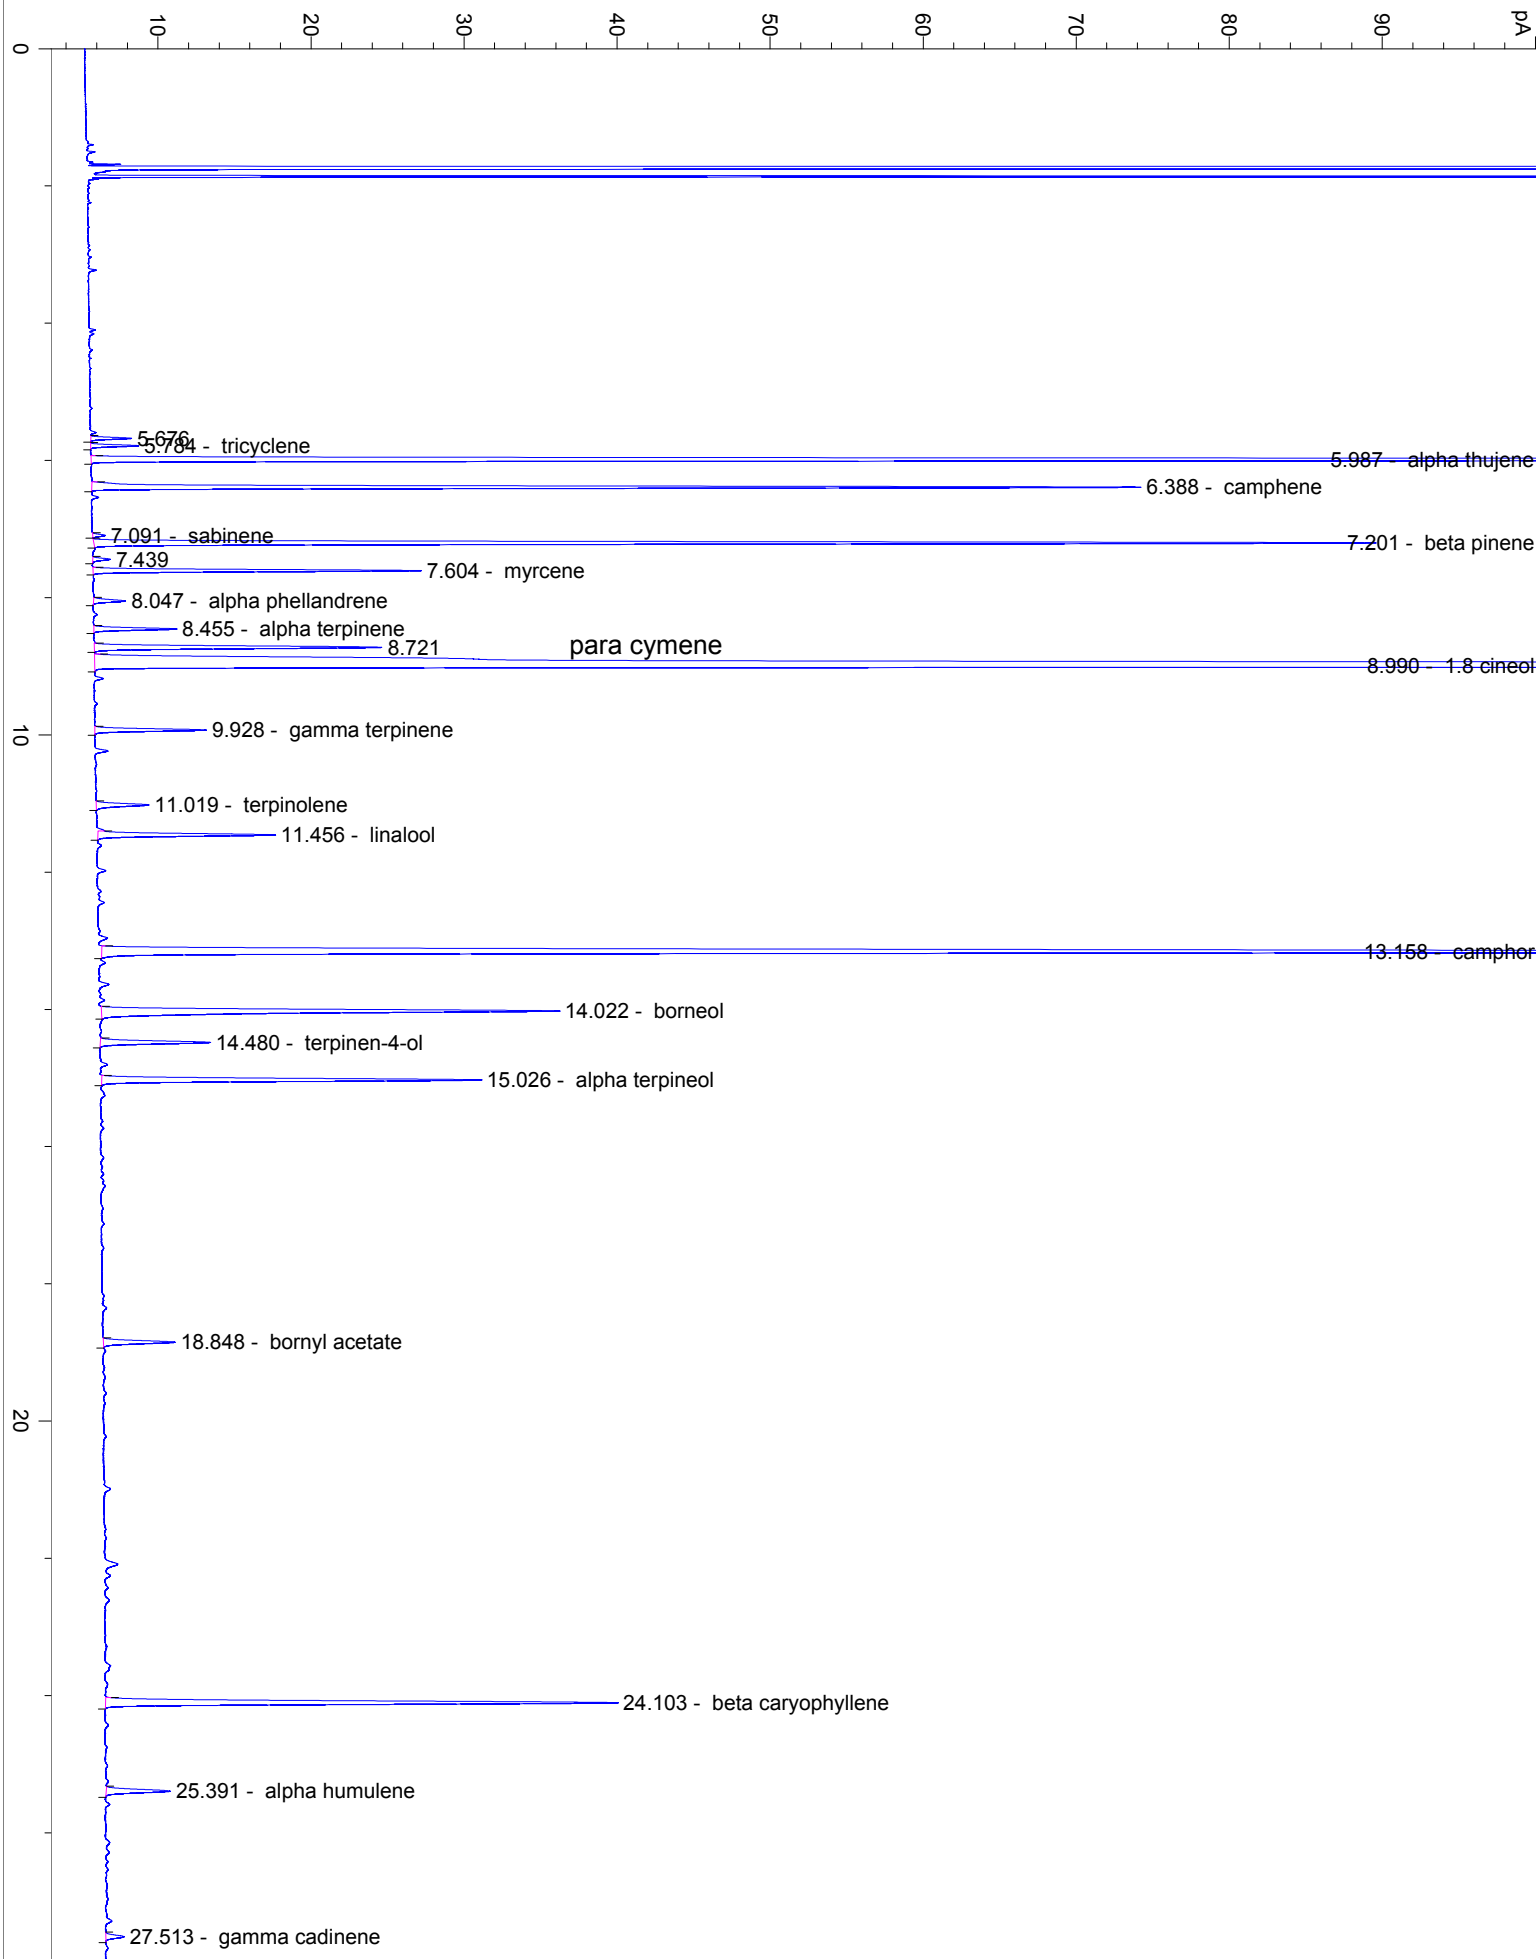 10
20
30
40
50
60
70
80
90
pA
0
5.676
5.784 - tricyclene
5.987 - alpha thujene
6.388 - camphene
7.091 - sabinene
7.201 - beta pinene
7.439
7.604 - myrcene
8.047 - alpha phellandrene
8.455 - alpha terpinene
8.721
para cymene
8.990 - 1.8 cineol
9.928 - gamma terpinene
10
11.019 - terpinolene
11.456 - linalool
13.158 - camphor
14.022 - borneol
14.480 - terpinen-4-ol
15.026 - alpha terpineol
18.848 - bornyl acetate
20
24.103 - beta caryophyllene
25.391 - alpha humulene
27.513 - gamma cadinene